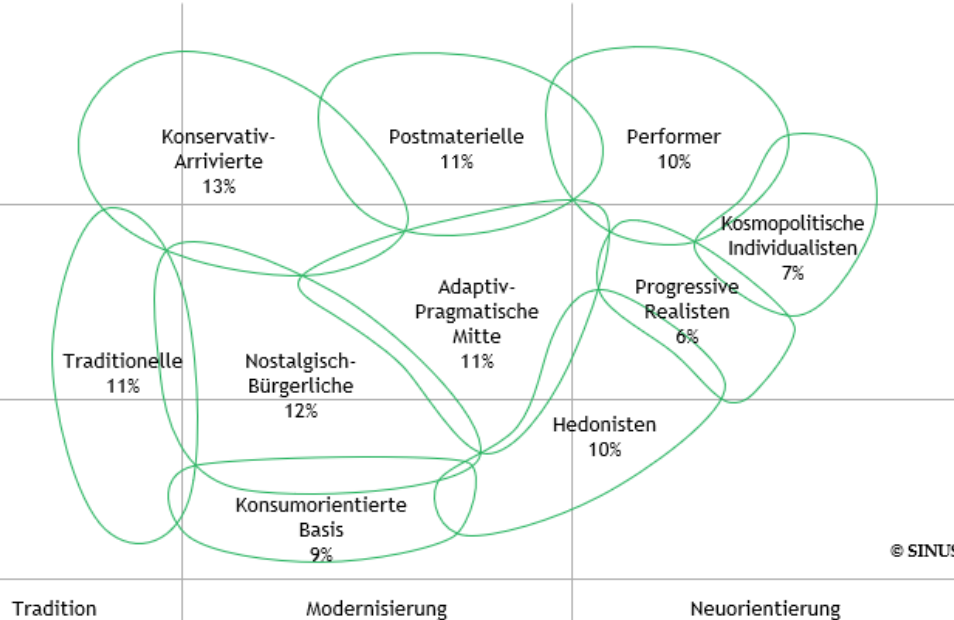 Konservativ-
Arrivierte
13%
Postmaterielle
11%
Performer
10%
Kosmopolitische
Individualisten
7%
Adaptiv-
Pragmatische
Mitte
11%
Progressive
Realisten
6%
Traditionelle
11%
Nostalgisch-
Bürgerliche
12%
Hedonisten
10%
Konsumorientierte
Basis
9%
© SINUS
Tradition
Modernisierung
Neuorientierung